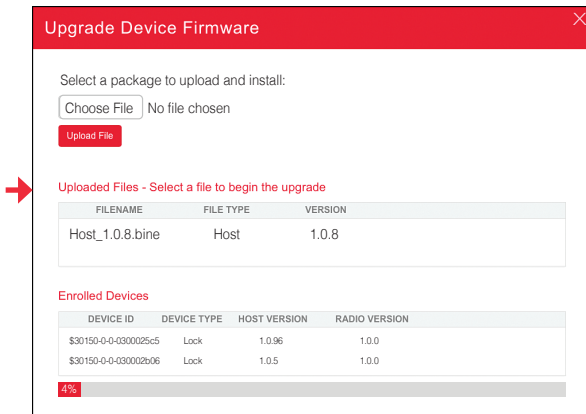 Upgrade Device Firmware
Select a package to upload and install:
Choose File No file chosen
Upload File
Uploaded Files - Select a file to begin the upgrade
FILENAME FILE TYPE VERSION
Host_1.0.8.bine Host 1.0.8
Enrolled Devices
DEVICE ID DEVICE TYPE HOST VERSION RADIO VERSION
$30150-0-0-0300025c5 Lock 1.0.96 1.0.0
$30150-0-0-030002b06 Lock 1.0.5 1.0.0
4%